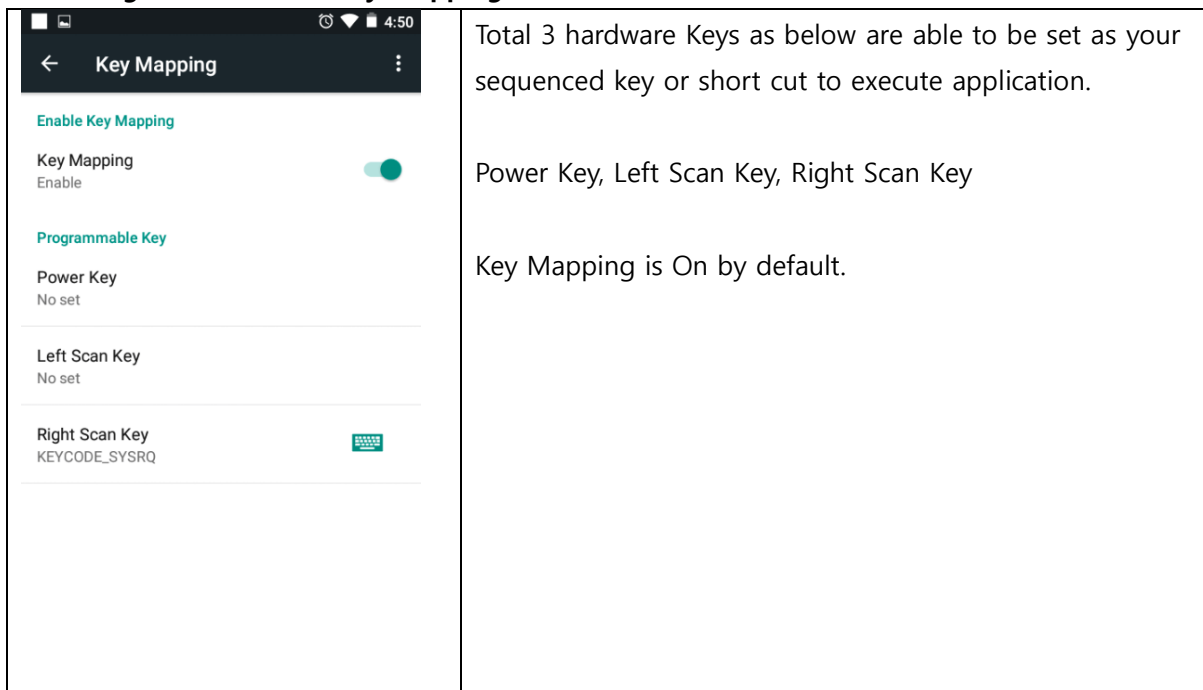 4:50
Key Mapping
Enable Key Mapping
Key Mapping
Enable
Programmable Key
Power Key
No set
Left Scan Key
No set
Right Scan Key
KEYCODE_SYSRQ
Total 3 hardware Keys as below are able to be set as your
sequenced key or short cut to execute application.
Power Key, Left Scan Key, Right Scan Key
Key Mapping is On by default.